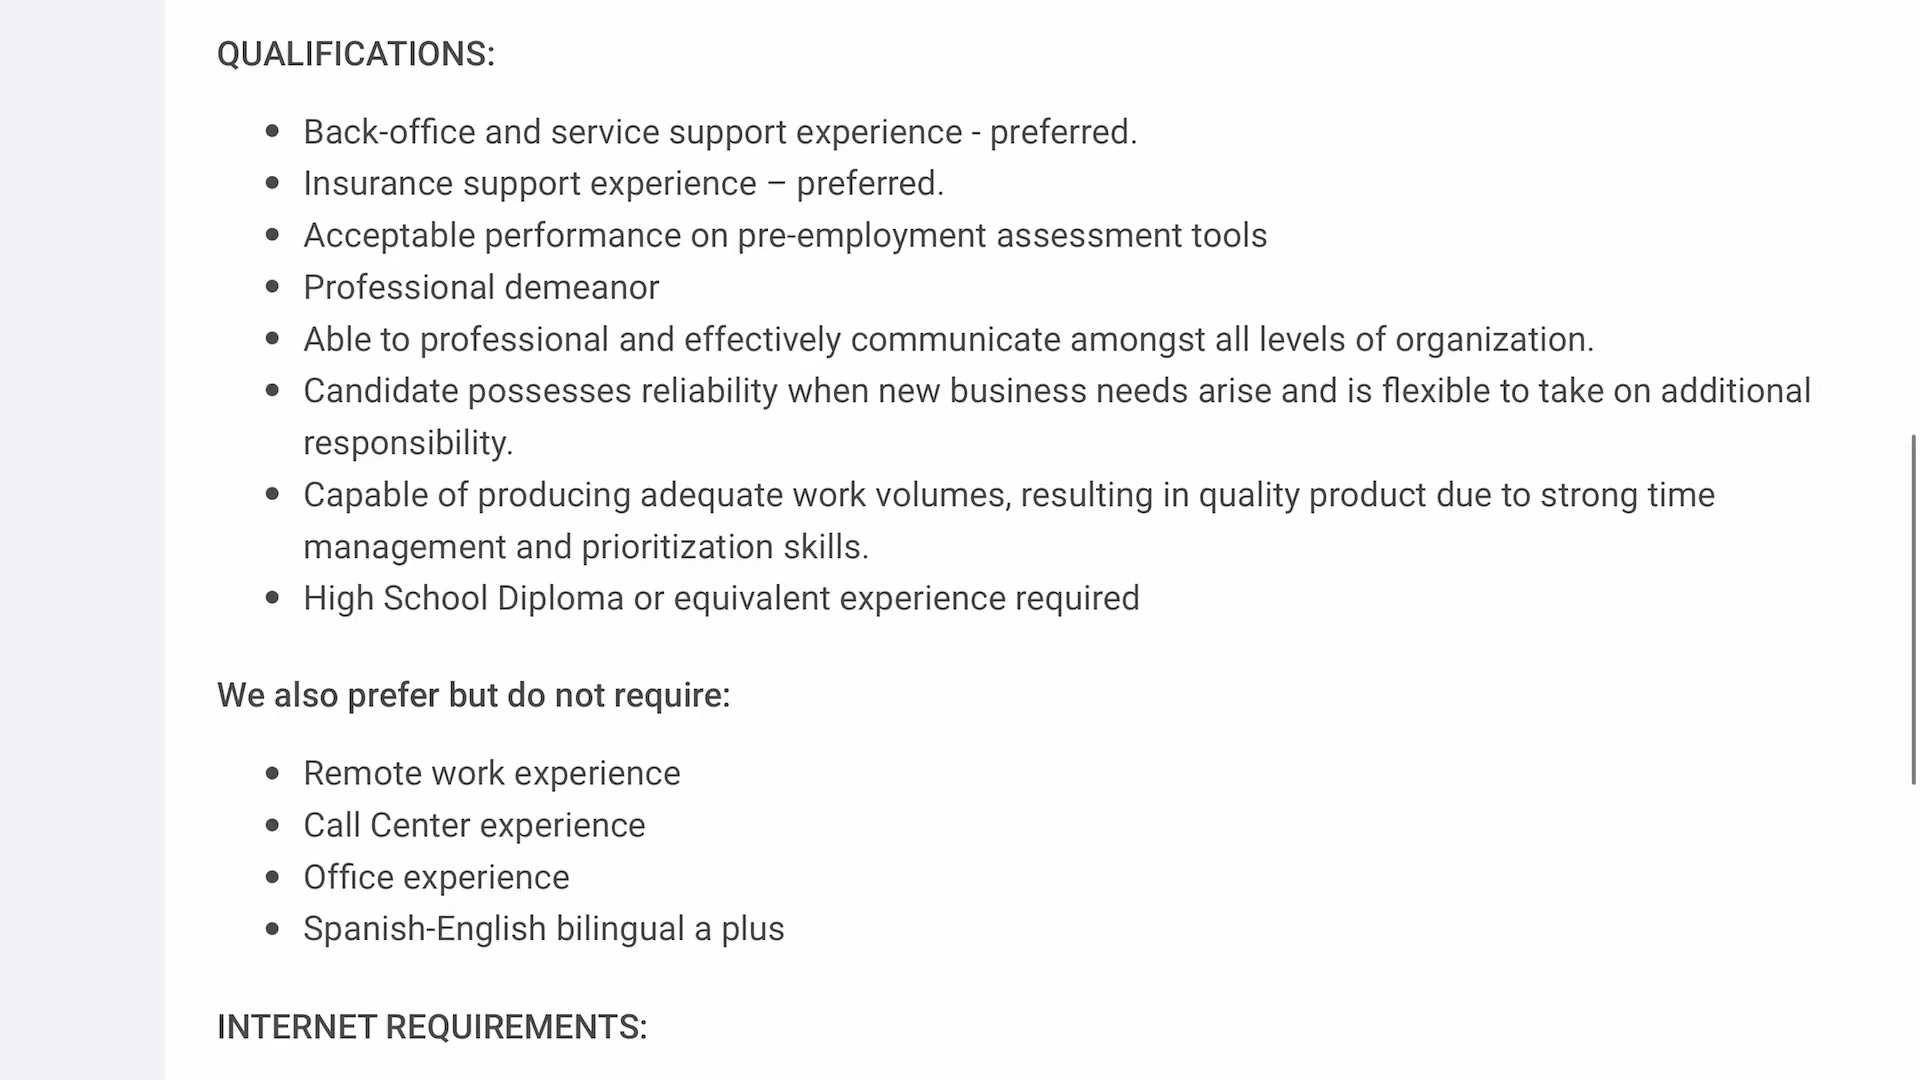 QUALIFICATIONS:
Back-office and service support experience - preferred.
Insurance support experience – preferred.
Acceptable performance on pre-employment assessment tools
Professional demeanor
Able to professional and effectively communicate amongst all levels of organization.
Candidate possesses reliability when new business needs arise and is flexible to take on additional
responsibility.
Capable of producing adequate work volumes, resulting in quality product due to strong time
management and prioritization skills.
High School Diploma or equivalent experience required
We also prefer but do not require:
Remote work experience
Call Center experience
Office experience
Spanish-English bilingual a plus
INTERNET REQUIREMENTS: